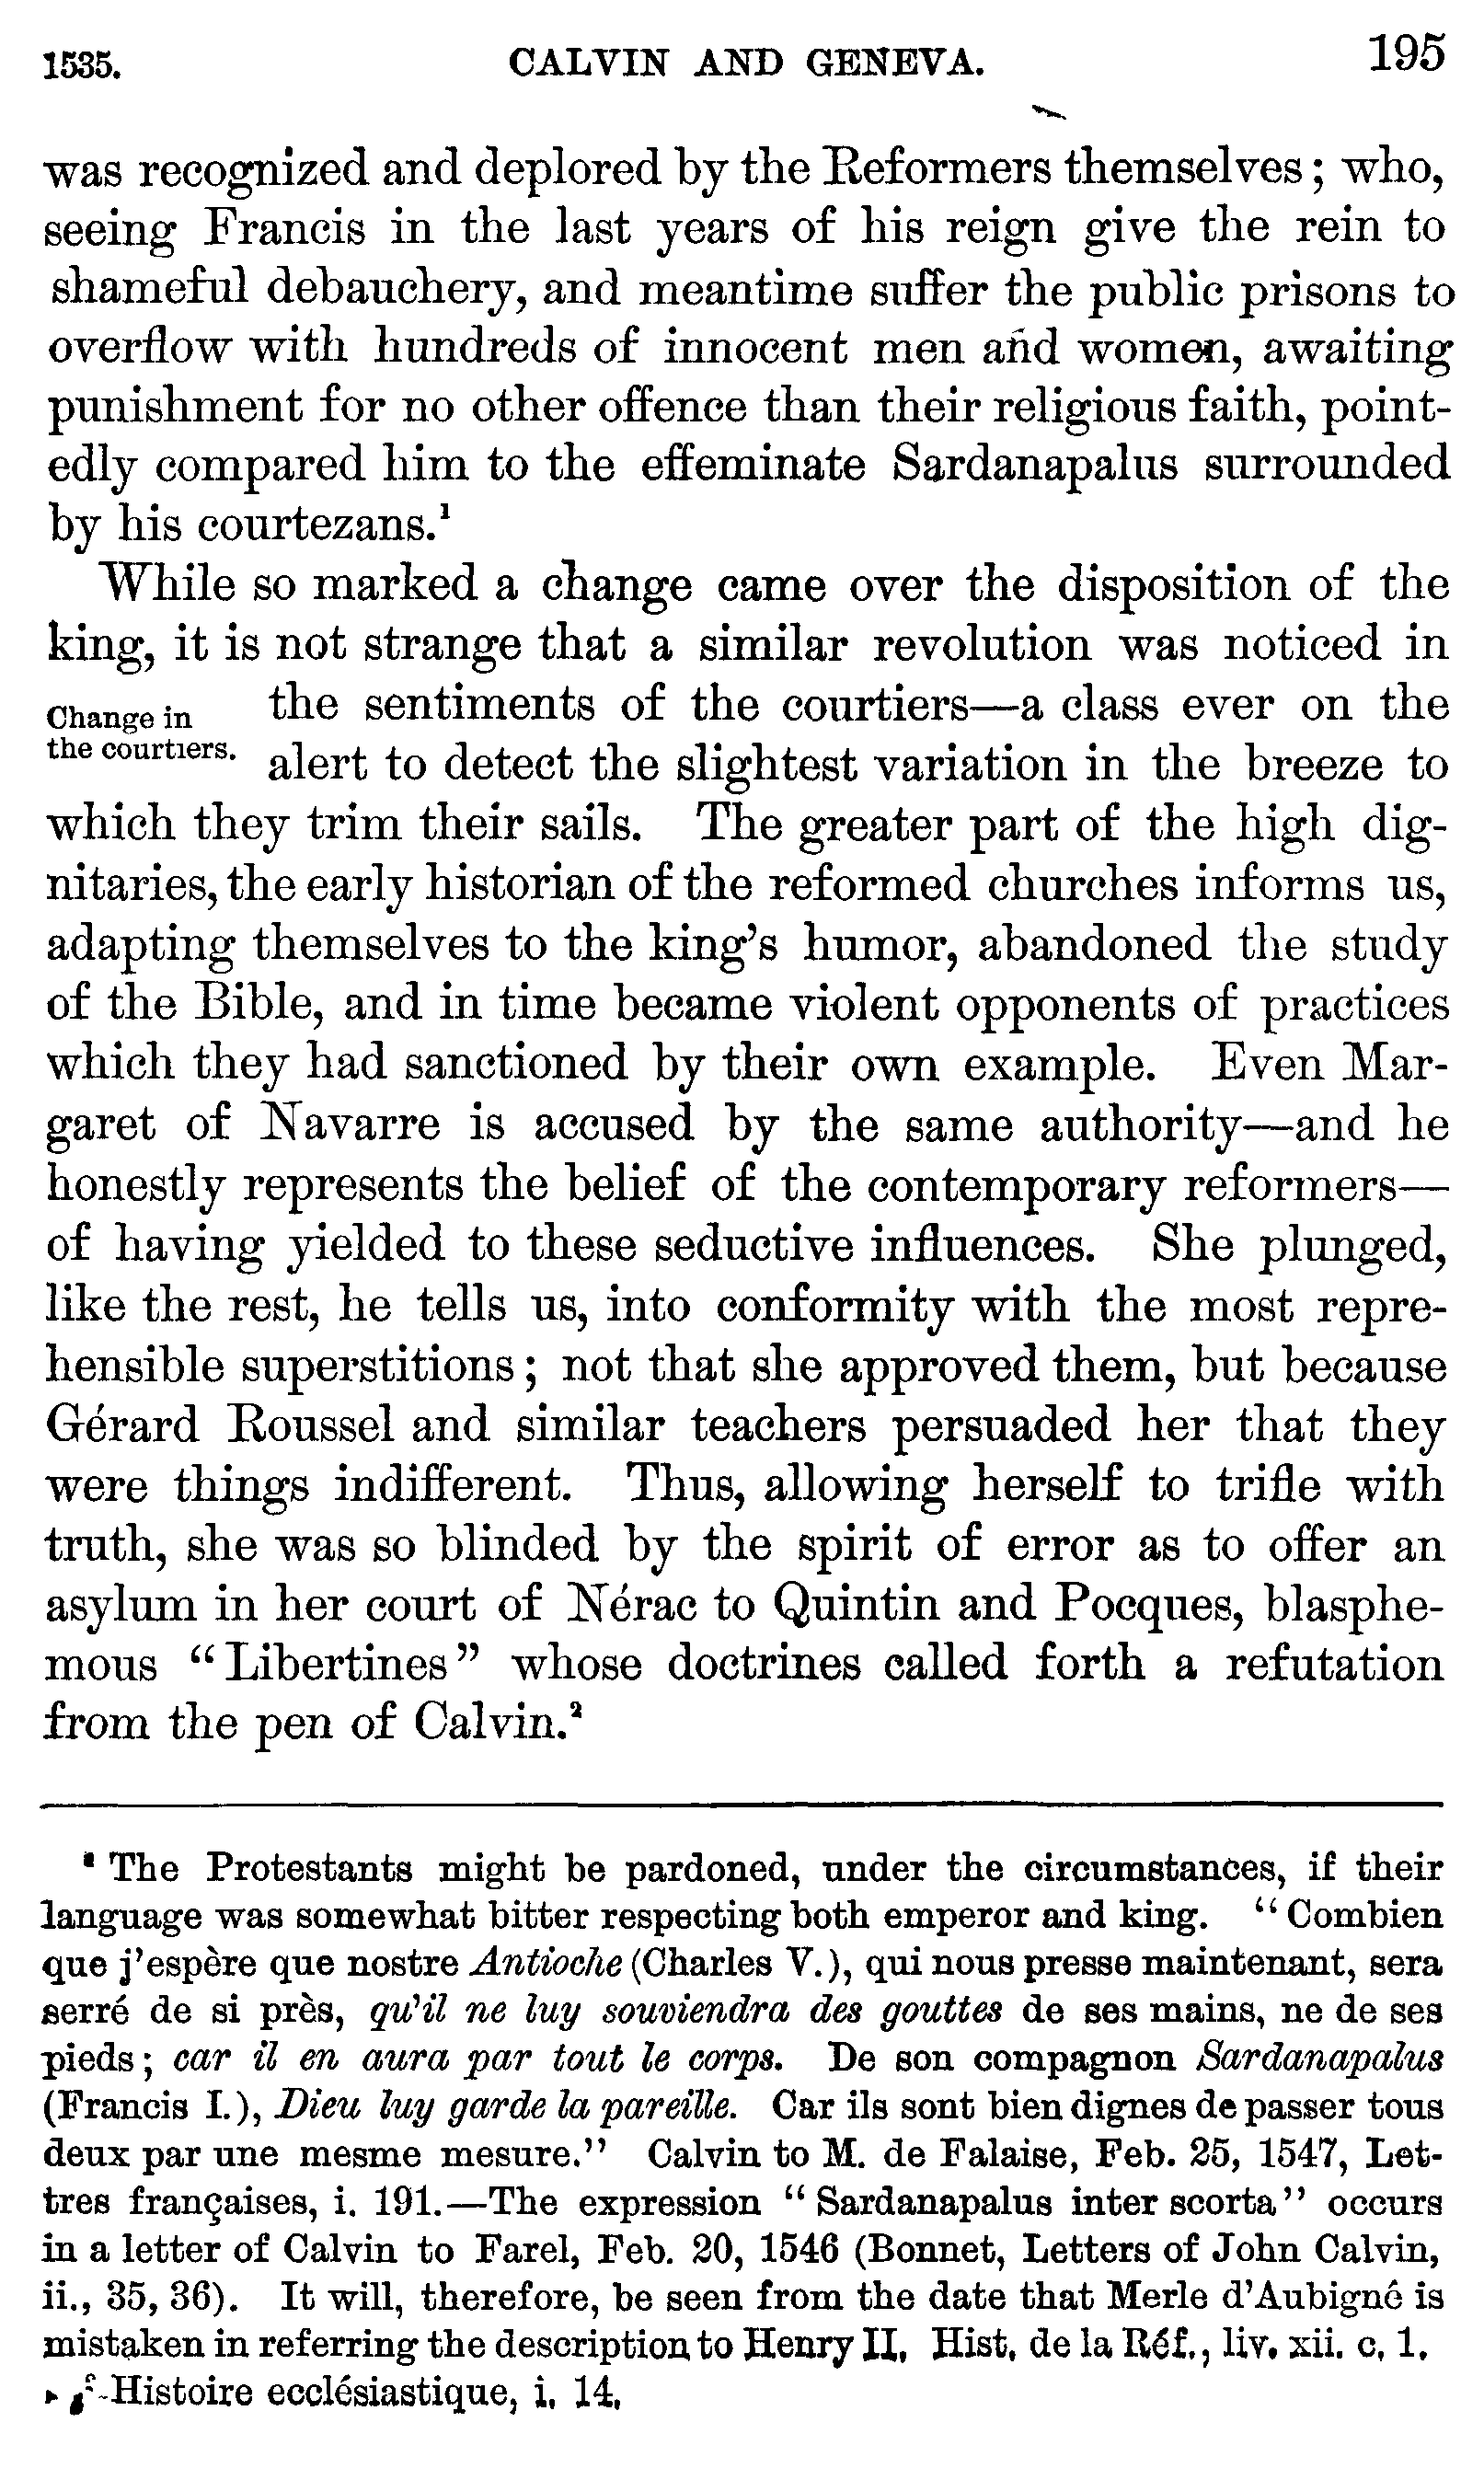 1535. CALVIN AND GENEVA. 195
was recognized and deplored by the Reformers themselves; who,
seeing Francis in the last years of his reign give the rein to
shameful debauchery, and meantime suffer the public prisons to
overflow with hundreds of innocent men and women, awaiting
punishment for no other offence than their religious faith, point-
edly compared him to the effeminate Sardanapalus surrounded
by his courtezans.¹
While so marked a change came over the disposition of the
king, it is not strange that a similar revolution was noticed in
Change in
the courtiers.
the sentiments of the courtiers—a class ever on the
alert to detect the slightest variation in the breeze to
which they trim their sails. The greater part of the high dig-
nitaries, the early historian of the reformed churches informs us,
adapting themselves to the king's humor, abandoned the study
of the Bible, and in time became violent opponents of practices
which they had sanctioned by their own example. Even Mar-
garet of Navarre is accused by the same authority—and he
honestly represents the belief of the contemporary reformers—
of having yielded to these seductive influences. She plunged,
like the rest, he tells us, into conformity with the most repre-
hensible superstitions; not that she approved them, but because
Gérard Roussel and similar teachers persuaded her that they
were things indifferent. Thus, allowing herself to trifle with
truth, she was so blinded by the spirit of error as to offer an
asylum in her court of Nérac to Quintin and Pocques, blasphe-
mous "Libertines" whose doctrines called forth a refutation
from the pen of Calvin.²
¹ The Protestants might be pardoned, under the circumstances, if their
language was somewhat bitter respecting both emperor and king. "Combien
que j'espère que nostre Antioche (Charles V.), qui nous presse maintenant, sera
serré de si près, qu'il ne luy souviendra des gouttes de ses mains, ne de ses
pieds; car il en aura par tout le corps. De son compagnon Sardanapalus
(Francis I.), Dieu luy garde la pareille. Car ils sont bien dignes de passer tous
deux par une mesme mesure." Calvin to M. de Falaise, Feb. 25, 1547, Let-
tres françaises, i. 191.—The expression "Sardanapalus inter scorta" occurs
in a letter of Calvin to Farel, Feb. 20, 1546 (Bonnet, Letters of John Calvin,
ii., 35, 36). It will, therefore, be seen from the date that Merle d'Aubigné is
mistaken in referring the description to Henry II. Hist. de la Réf., liv. xii. c. 1.
² Histoire ecclésiastique, i. 14.